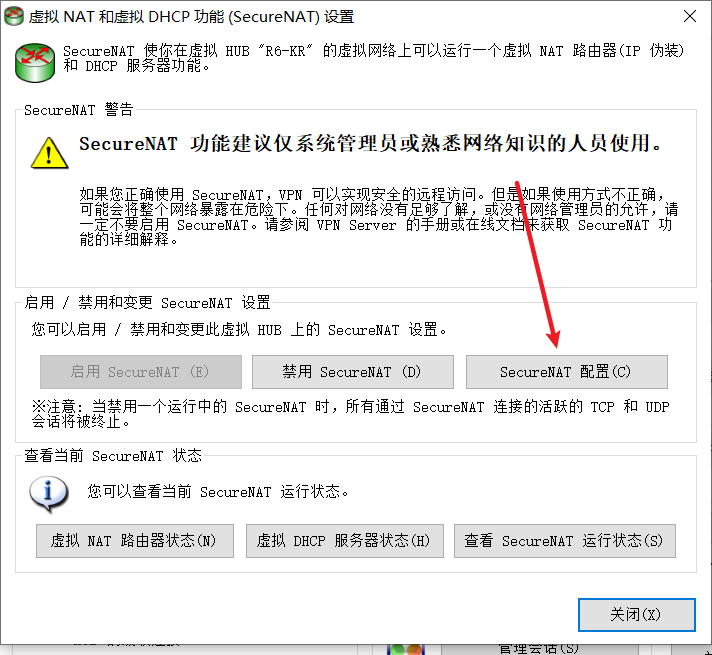 虚拟 NAT 和虚拟 DHCP 功能 (SecureNAT) 设置
SecureNAT 使你在虚拟 HUB "R6-KR" 的虚拟网络上可以运行一个虚拟 NAT 路由器(IP 伪装)
和 DHCP 服务器功能。
SecureNAT 警告
SecureNAT 功能建议仅系统管理员或熟悉网络知识的人员使用。
如果您正确使用 SecureNAT，VPN 可以实现安全的远程访问。但是如果使用方式不正确，
可能会将整个网络暴露在危险下。任何对网络没有足够了解，或没有网络管理员的允许，请
一定不要启用 SecureNAT。请参阅 VPN Server 的手册或在线文档来获取 SecureNAT 功
能的详细解释。
启用 / 禁用和变更 SecureNAT 设置
您可以启用 / 禁用和变更此虚拟 HUB 上的 SecureNAT 设置。
启用 SecureNAT (E)
禁用 SecureNAT (D)
SecureNAT 配置(C)
※注意: 当禁用一个运行中的 SecureNAT 时，所有通过 SecureNAT 连接的活跃的 TCP 和 UDP
会话将被终止。
查看当前 SecureNAT 状态
您可以查看当前 SecureNAT 运行状态。
虚拟 NAT 路由器状态(N)
虚拟 DHCP 服务器状态(H)
查看 SecureNAT 运行状态(S)
关闭(X)
管理会话(S)